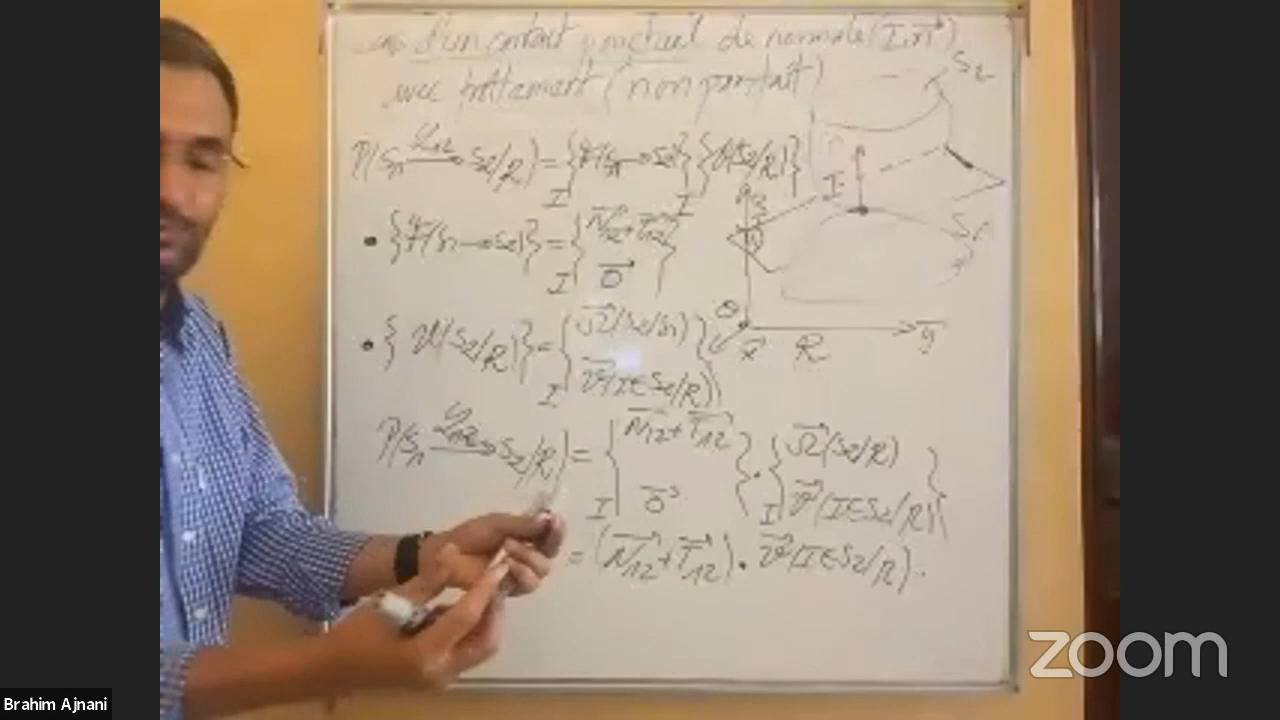 cas d'un contact ponctuel de normale (I, n⃗)
avec frottement (non parfait)
S2
P(S1 →(L12) S2/R) = I{F(S1→S2)} I{V(S2/R)}
I
z⃗
S1
• {F(S1→S2)} = I{N⃗12 + T⃗12
0⃗}
O
x⃗ R y⃗
• {V(S2/R)} = I{Ω⃗(S2/S1)
V⃗(I∈S2/R)}
P(S1 → S2/R) = I{N⃗12 + T⃗12
0⃗} • I{Ω⃗(S2/R)
V⃗(I∈S2/R)}
= (N⃗12 + T⃗12) • V⃗(I∈S2/R).
zoom
Brahim Ajnani